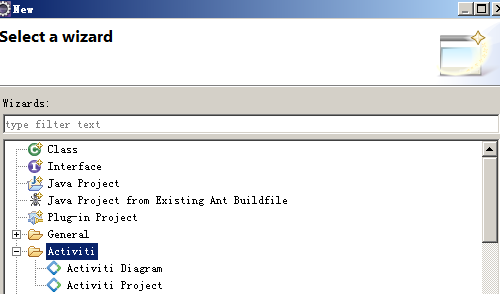 New
Select a wizard
Wizards:
type filter text
Class
Interface
Java Project
Java Project from Existing Ant Buildfile
Plug-in Project
General
Activiti
Activiti Diagram
Activiti Project